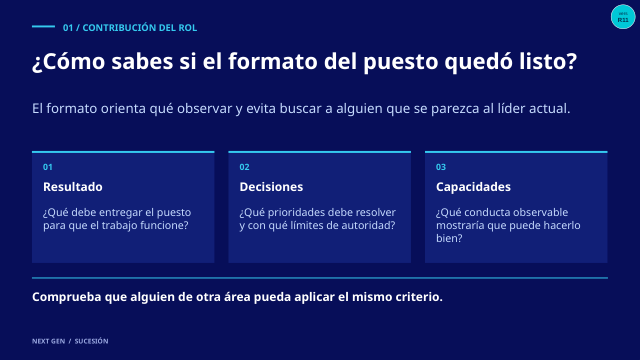 01 / CONTRIBUCIÓN DEL ROL
R11
¿Cómo sabes si el formato del puesto quedó listo?
El formato orienta qué observar y evita buscar a alguien que se parezca al líder actual.
01
Resultado
¿Qué debe entregar el puesto
para que el trabajo funcione?
02
Decisiones
¿Qué prioridades debe resolver
y con qué límites de autoridad?
03
Capacidades
¿Qué conducta observable
mostraría que puede hacerlo
bien?
Comprueba que alguien de otra área pueda aplicar el mismo criterio.
NEXT GEN / SUCESIÓN